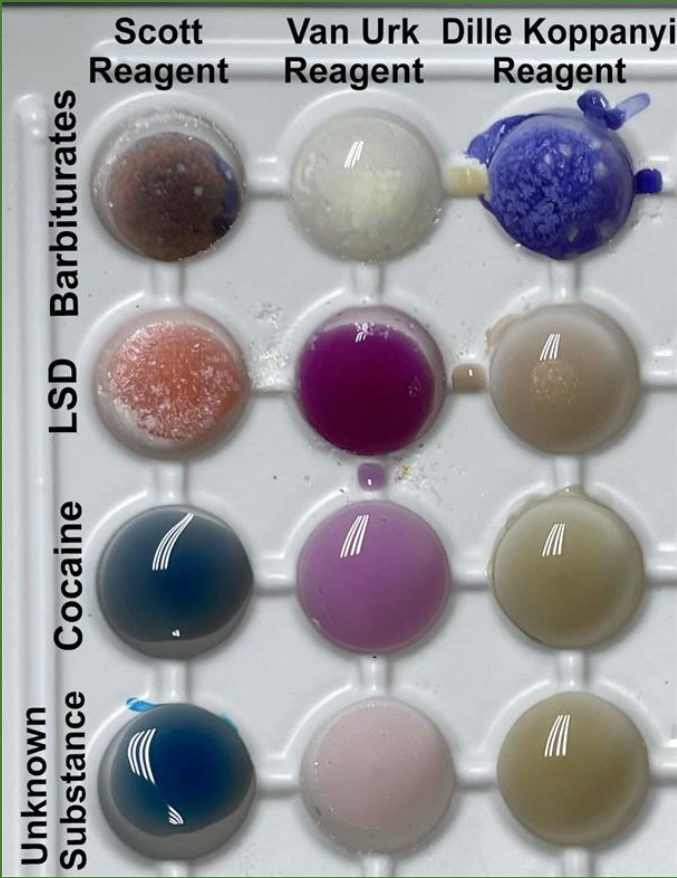 Scott
Reagent
Van Urk
Reagent
Dille Koppanyi
Reagent
Barbiturates
LSD
Cocaine
Unknown
Substance